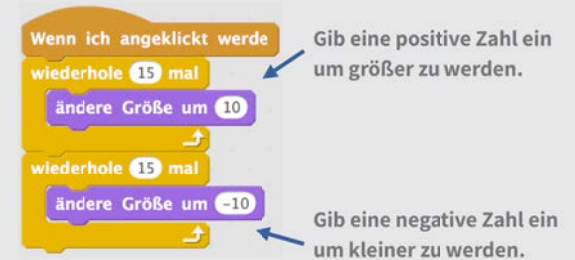 Wenn ich angeklickt werde
wiederhole 15 mal
ändere Größe um 10
wiederhole 15 mal
ändere Größe um -10
Gib eine positive Zahl ein
um größer zu werden.
Gib eine negative Zahl ein
um kleiner zu werden.